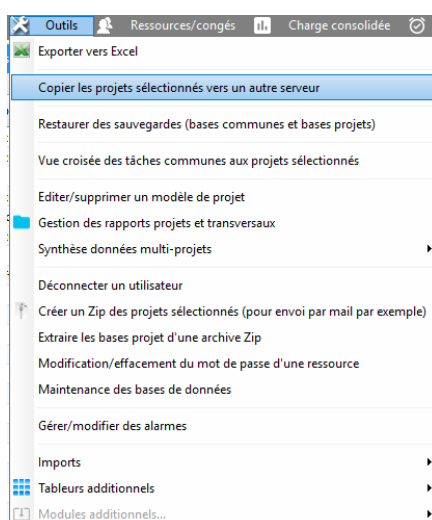 Outils Ressources/congés Charge consolidée
Exporter vers Excel
Copier les projets sélectionnés vers un autre serveur
Restaurer des sauvegardes (bases communes et bases projets)
Vue croisée des tâches communes aux projets sélectionnés
Editer/supprimer un modèle de projet
Gestion des rapports projets et transversaux
Synthèse données multi-projets
Déconnecter un utilisateur
Créer un Zip des projets sélectionnés (pour envoi par mail par exemple)
Extraire les bases projet d'une archive Zip
Modification/effacement du mot de passe d'une ressource
Maintenance des bases de données
Gérer/modifier des alarmes
Imports
Tableurs additionnels
Modules additionnels...